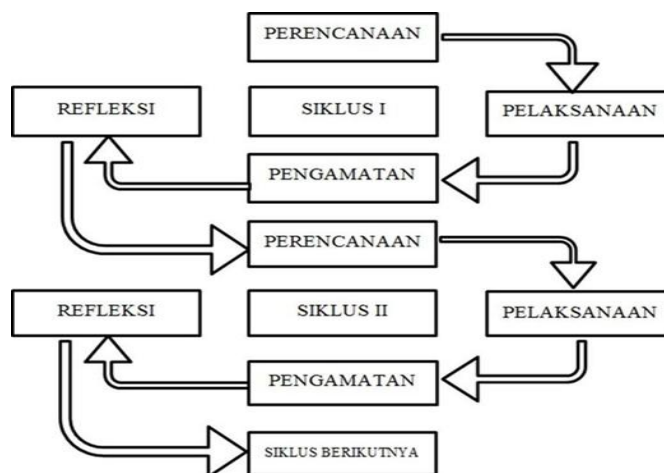 PERENCANAAN
REFLEKSI
SIKLUS I
PELAKSANAAN
PENGAMATAN
PERENCANAAN
REFLEKSI
SIKLUS II
PELAKSANAAN
PENGAMATAN
SIKLUS BERIKUTNYA